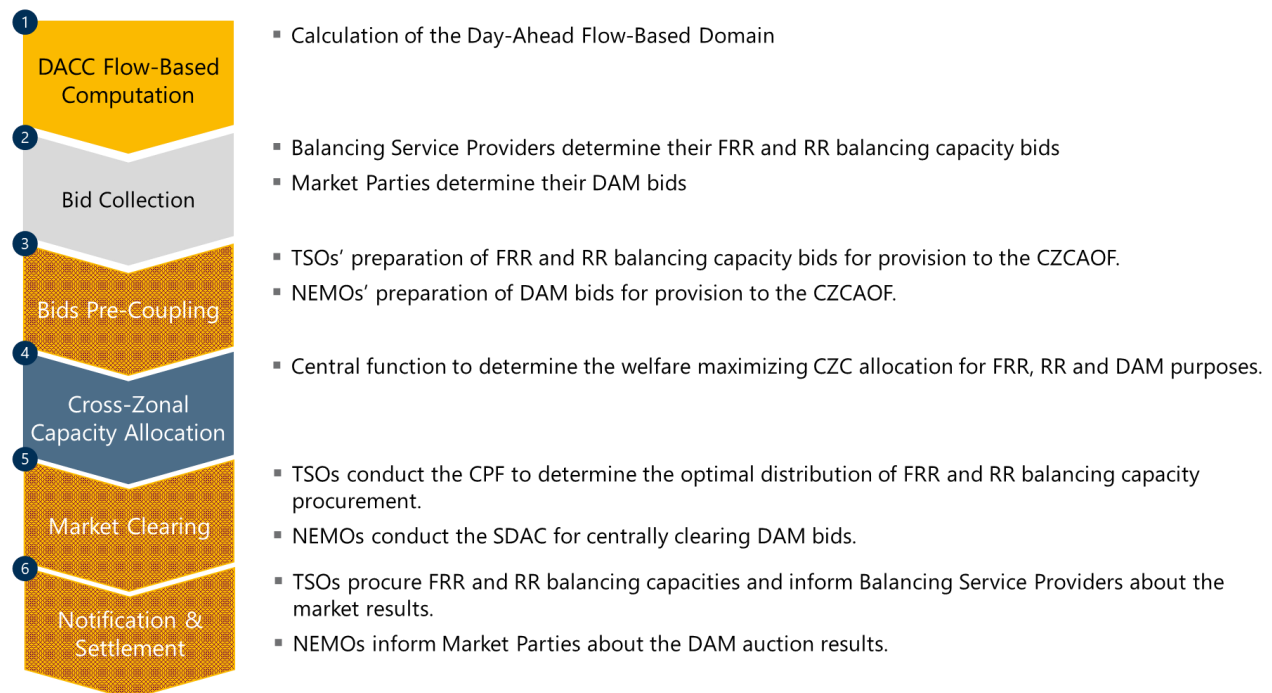 1
DACC Flow-Based
Computation
▪ Calculation of the Day-Ahead Flow-Based Domain
2
Bid Collection
▪ Balancing Service Providers determine their FRR and RR balancing capacity bids
▪ Market Parties determine their DAM bids
3
Bids Pre-Coupling
▪ TSOs’ preparation of FRR and RR balancing capacity bids for provision to the CZCAOF.
▪ NEMOs’ preparation of DAM bids for provision to the CZCAOF.
4
Cross-Zonal
Capacity Allocation
▪ Central function to determine the welfare maximizing CZC allocation for FRR, RR and DAM purposes.
5
Market Clearing
▪ TSOs conduct the CPF to determine the optimal distribution of FRR and RR balancing capacity
procurement.
▪ NEMOs conduct the SDAC for centrally clearing DAM bids.
6
Notification &
Settlement
▪ TSOs procure FRR and RR balancing capacities and inform Balancing Service Providers about the
market results.
▪ NEMOs inform Market Parties about the DAM auction results.